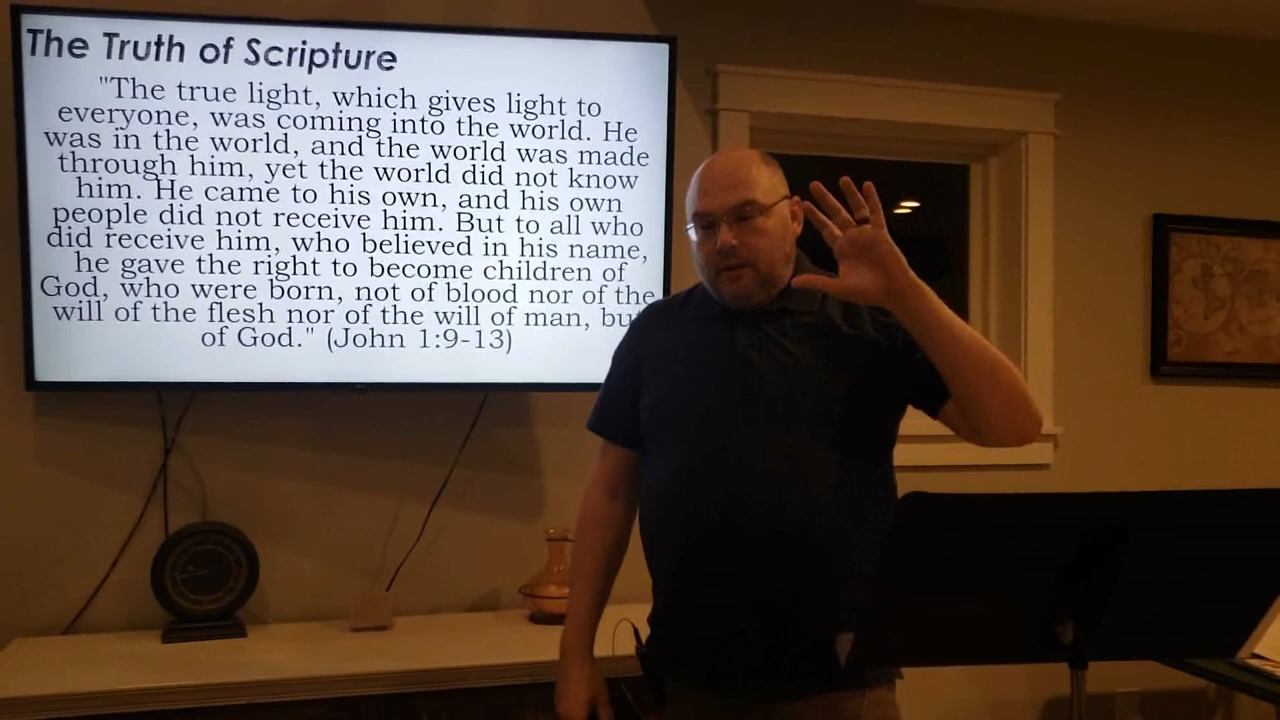 The Truth of Scripture
"The true light, which gives light to
everyone, was coming into the world. He
was in the world, and the world was made
through him, yet the world did not know
him. He came to his own, and his own
people did not receive him. But to all who
did receive him, who believed in his name,
he gave the right to become children of
God, who were born, not of blood nor of the
will of the flesh nor of the will of man, but
of God." (John 1:9-13)